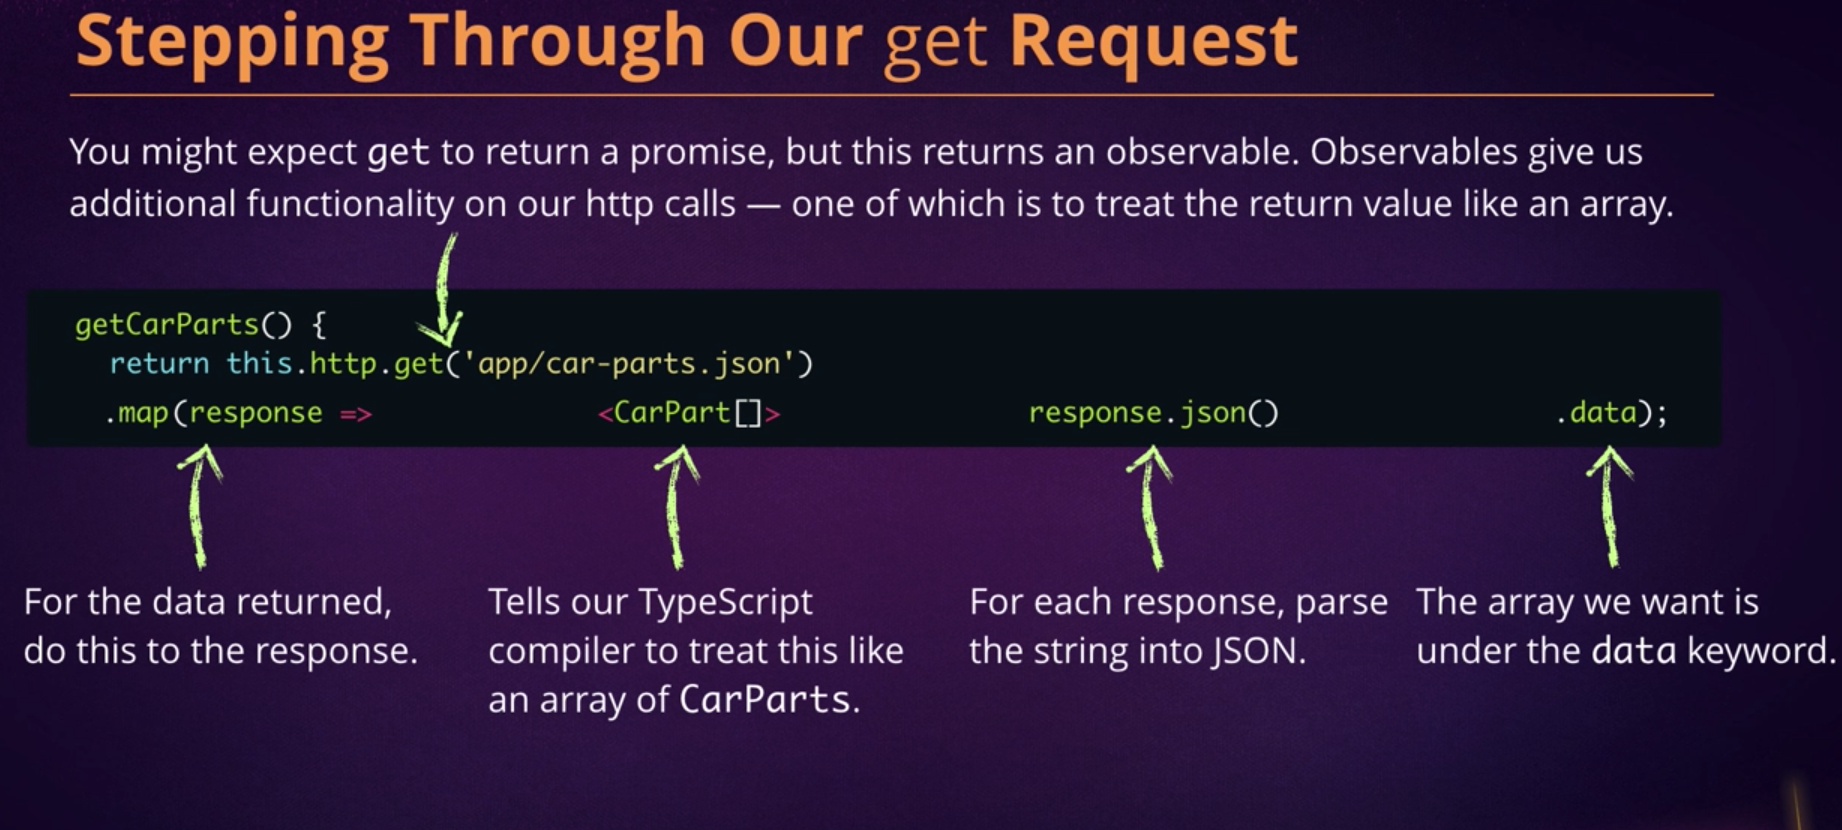 Stepping Through Our get Request
You might expect get to return a promise, but this returns an observable. Observables give us
additional functionality on our http calls — one of which is to treat the return value like an array.
getCarParts() {
return this.http.get('app/car-parts.json')
.map(response => <CarPart[]> response.json() .data);
For the data returned,
do this to the response.
Tells our TypeScript
compiler to treat this like
an array of CarParts.
For each response, parse
the string into JSON.
The array we want is
under the data keyword.